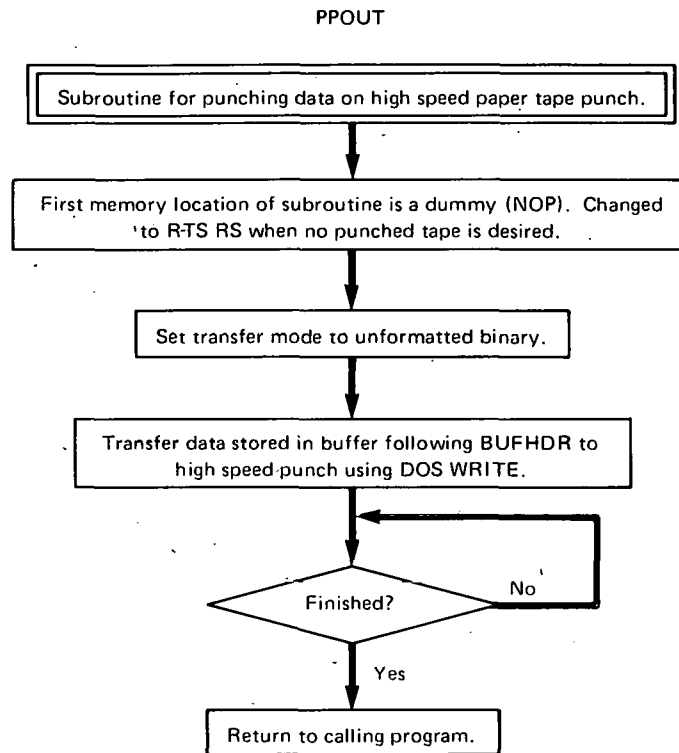 PPOUT
Subroutine for punching data on high speed paper tape punch.
First memory location of subroutine is a dummy (NOP). Changed
to R-TS RS when no punched tape is desired.
Set transfer mode to unformatted binary.
Transfer data stored in buffer following BUFHDR to
high speed punch using DOS WRITE.
Finished?
No
Yes
Return to calling program.